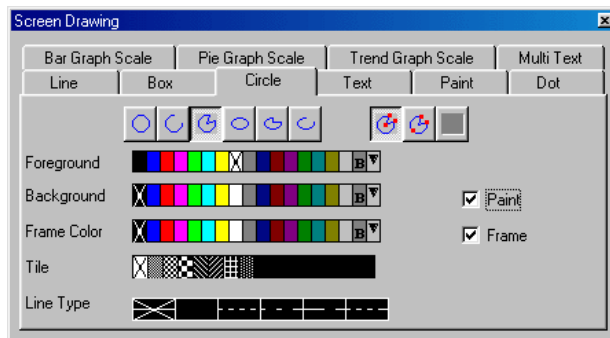 Screen Drawing
Bar Graph Scale Pie Graph Scale Trend Graph Scale Multi Text
Line Box Circle Text Paint Dot
Foreground B
Background B Paint
Frame Color B Frame
Tile
Line Type